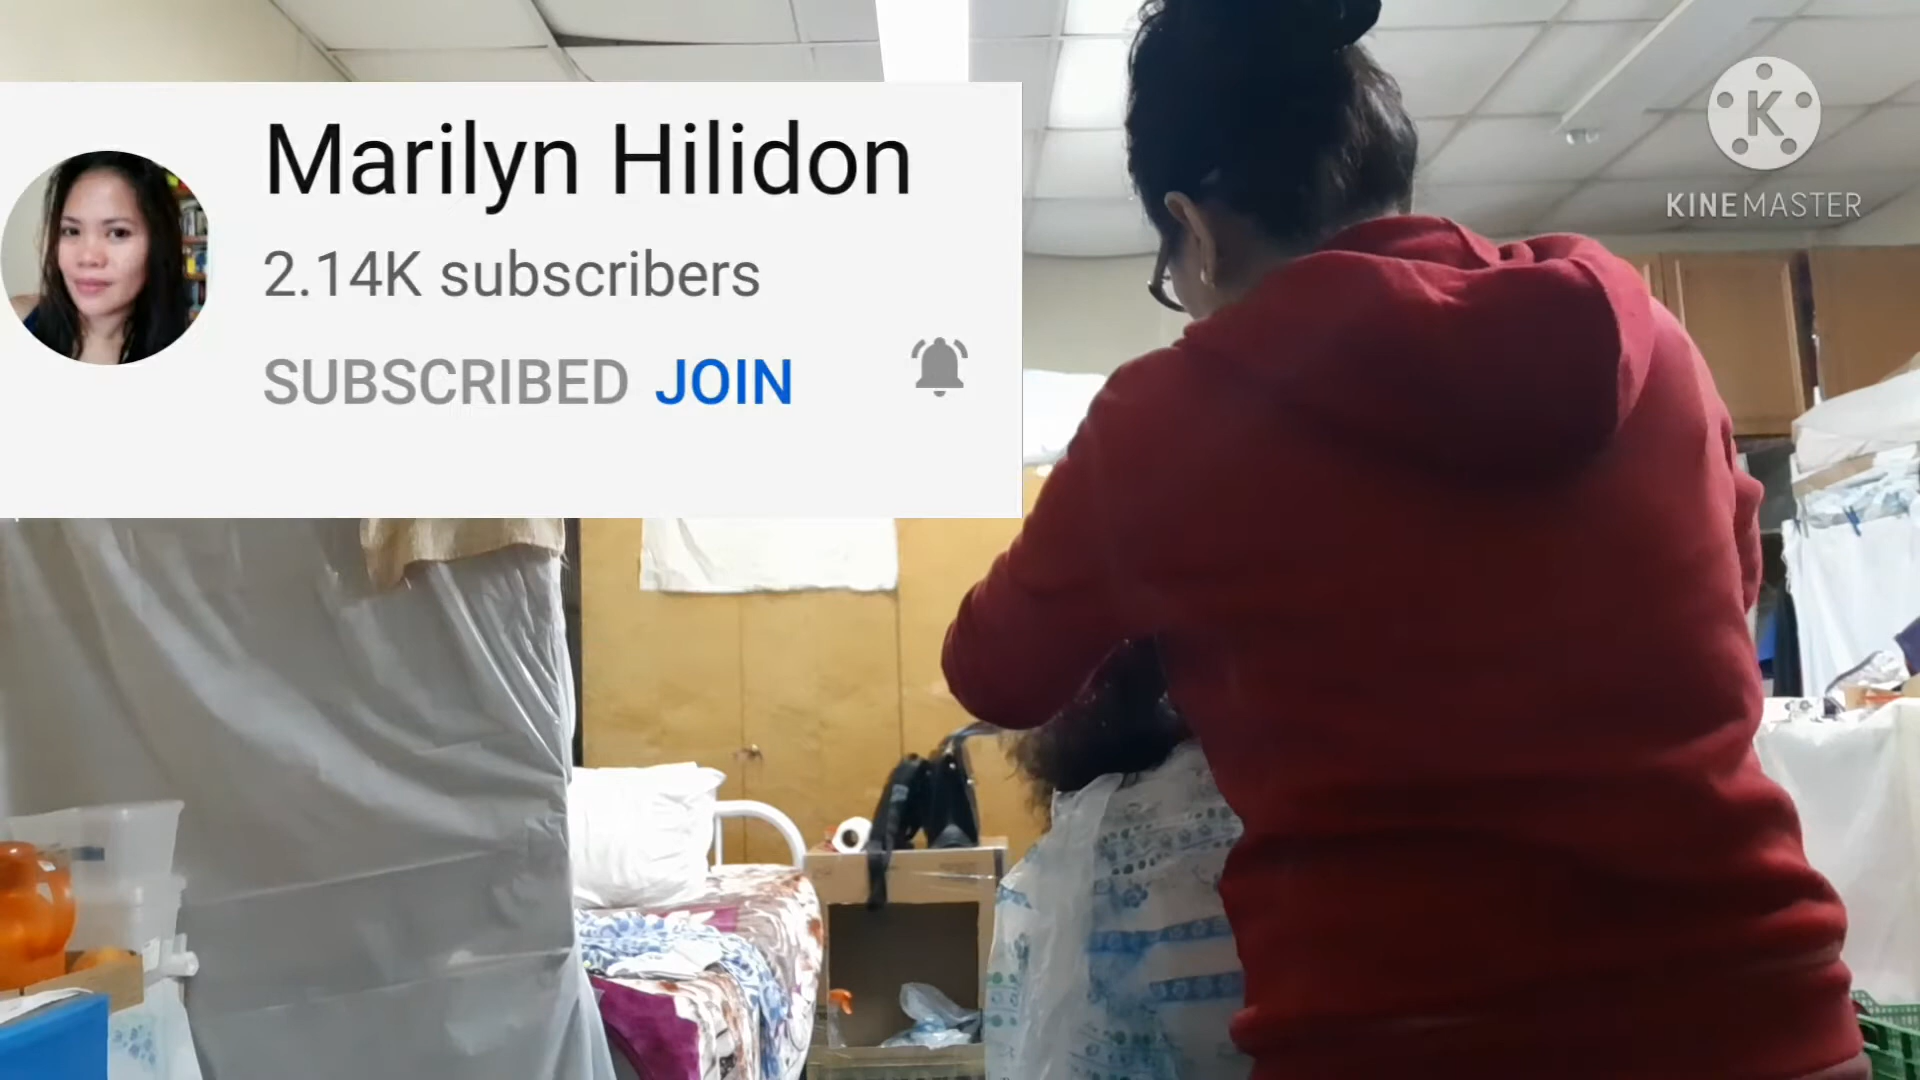 Marilyn Hilidon
2.14K subscribers
SUBSCRIBED JOIN
K
KINEMASTER